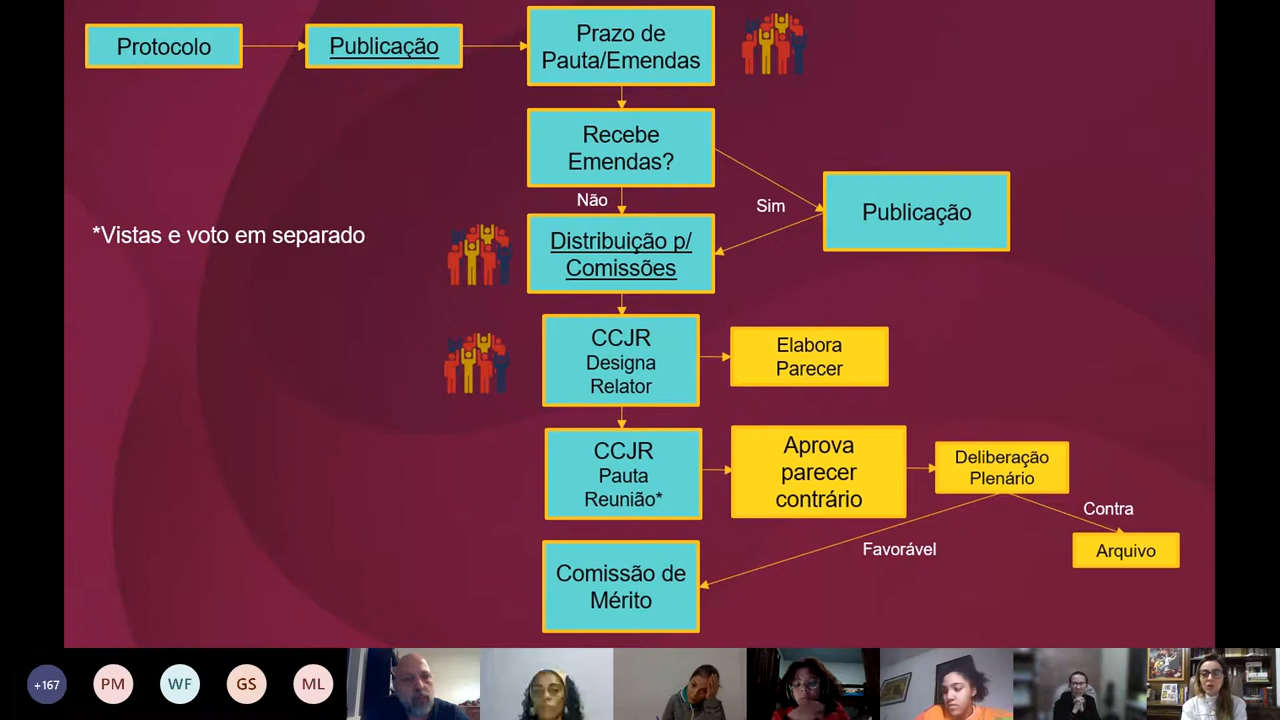 Protocolo
Publicação
Prazo de
Pauta/Emendas
Recebe
Emendas?
Não
Sim
Publicação
*Vistas e voto em separado
Distribuição p/
Comissões
CCJR
Designa
Relator
Elabora
Parecer
CCJR
Pauta
Reunião*
Aprova
parecer
contrário
Deliberação
Plenário
Contra
Favorável
Arquivo
Comissão de
Mérito
+167
PM
WF
GS
ML